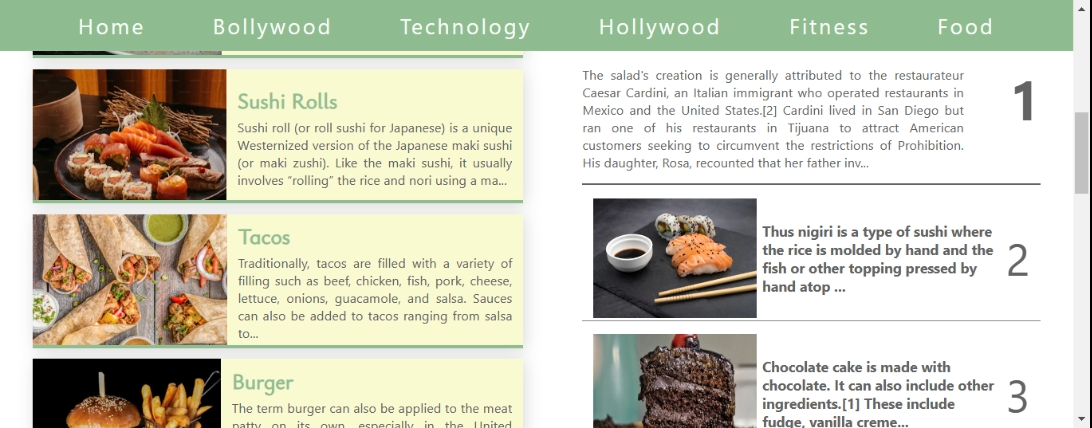 Home Bollywood Technology Hollywood Fitness Food
Sushi Rolls
Sushi roll (or roll sushi for Japanese) is a unique
Westernized version of the Japanese maki sushi
(or maki zushi). Like the maki sushi, it usually
involves “rolling” the rice and nori using a ma...
Tacos
Traditionally, tacos are filled with a variety of
filling such as beef, chicken, fish, pork, cheese,
lettuce, onions, guacamole, and salsa. Sauces
can also be added to tacos ranging from salsa
to...
Burger
The term burger can also be applied to the meat
patty on its own, especially in the United
The salad's creation is generally attributed to the restaurateur
Caesar Cardini, an Italian immigrant who operated restaurants in
Mexico and the United States.[2] Cardini lived in San Diego but
ran one of his restaurants in Tijuana to attract American
customers seeking to circumvent the restrictions of Prohibition.
His daughter, Rosa, recounted that her father inv...
1
Thus nigiri is a type of sushi where
the rice is molded by hand and the
fish or other topping pressed by
hand atop ...
2
Chocolate cake is made with
chocolate. It can also include other
ingredients.[1] These include
fudge, vanilla creme...
3